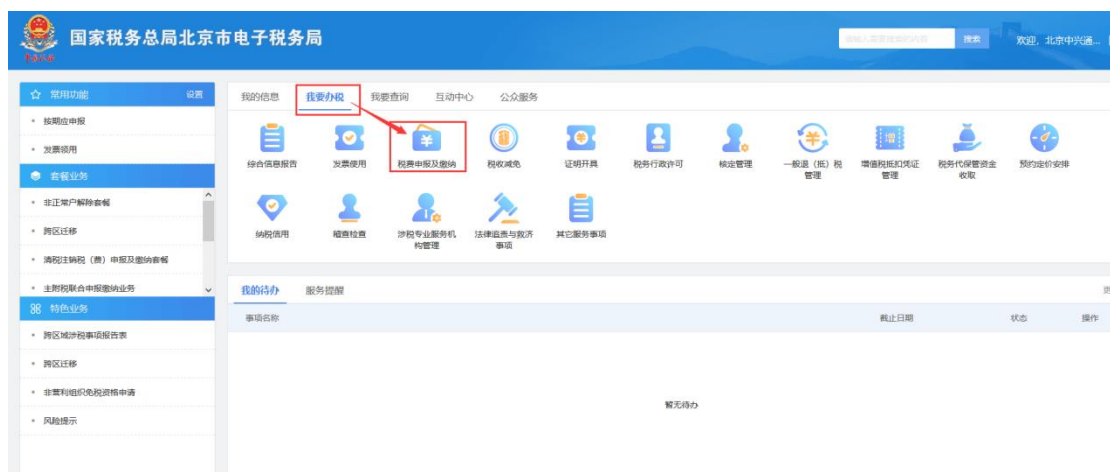 国家税务总局北京市电子税务局
搜索
欢迎，北京中兴通...
常用功能 设置
按期应申报
发票领用
套餐业务
非正常户解除套餐
跨区迁移
清税注销税（费）申报及缴纳套餐
主附税联合申报缴纳业务
特色业务
跨区域涉税事项报告表
跨区迁移
非营利组织免税资格申请
风险提示
我的信息 我要办税 我要查询 互动中心 公众服务
综合信息报告 发票使用 税费申报及缴纳 税收减免 证明开具 税务行政许可 核定管理 一般退（抵）税管理 增值税抵扣凭证管理 税务代保管资金收取 预约定价安排
纳税信用 稽查检查 涉税专业服务机构管理 法律追责与救济事项 其它服务事项
我的待办 服务提醒
事项名称 截止日期 状态 操作
暂无待办